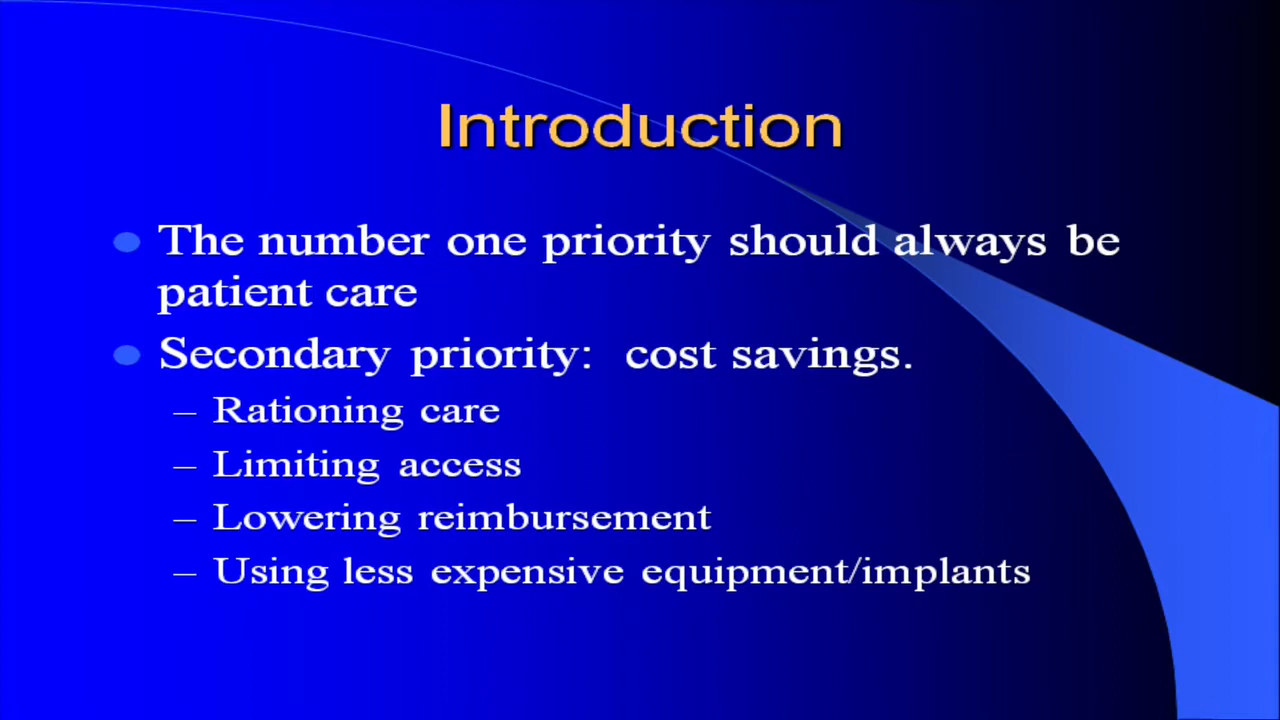 Introduction
The number one priority should always be
patient care
Secondary priority: cost savings.
– Rationing care
– Limiting access
– Lowering reimbursement
– Using less expensive equipment/implants